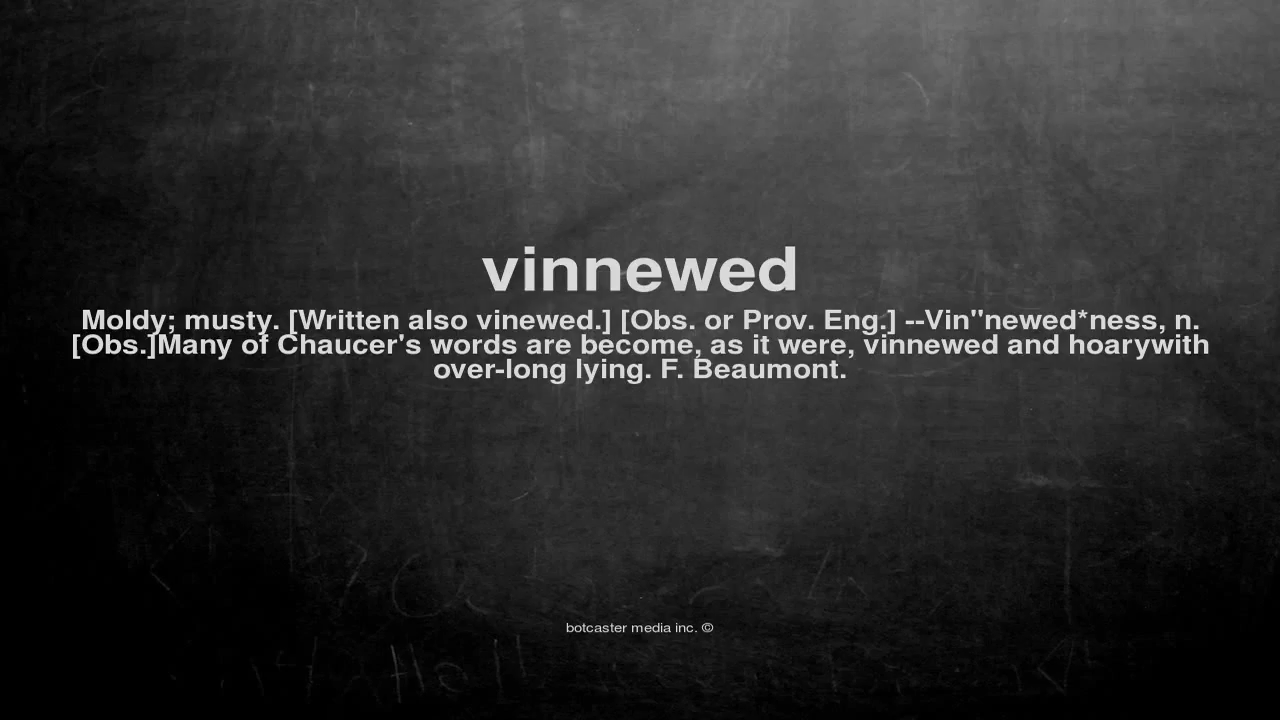 vinnewed
Moldy; musty. [Written also vinewed.] [Obs. or Prov. Eng.] --Vin"newed*ness, n.
[Obs.]Many of Chaucer's words are become, as it were, vinnewed and hoarywith
over-long lying. F. Beaumont.
botcaster media inc. ©